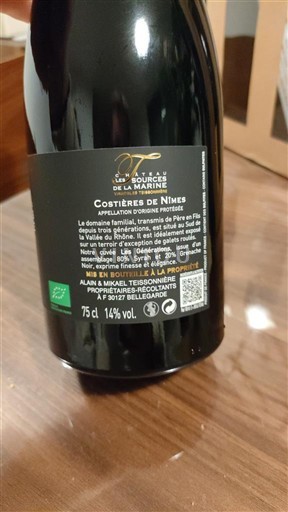 CHÂTEAU
LES SOURCES
DE LA MARINE
VIGNOBLES TEISSONNIÈRE
COSTIÈRES DE NÎMES
APPELLATION D'ORIGINE PROTÉGÉE
Le domaine familial, transmis de Père en Fils
depuis trois générations, est situé au Sud de
la Vallée du Rhône. Il est idéalement exposé
sur un terroir d'exception de galets roulés.
Notre cuvée Les Générations, issue d'un
assemblage 80% Syrah et 20% Grenache
Noir, exprime finesse et élégance.
MIS EN BOUTEILLE À LA PROPRIÉTÉ
ALAIN & MIKAEL TEISSONNIÈRE
PROPRIÉTAIRES-RÉCOLTANTS
À F 30127 BELLEGARDE
75 cl 14% vol.